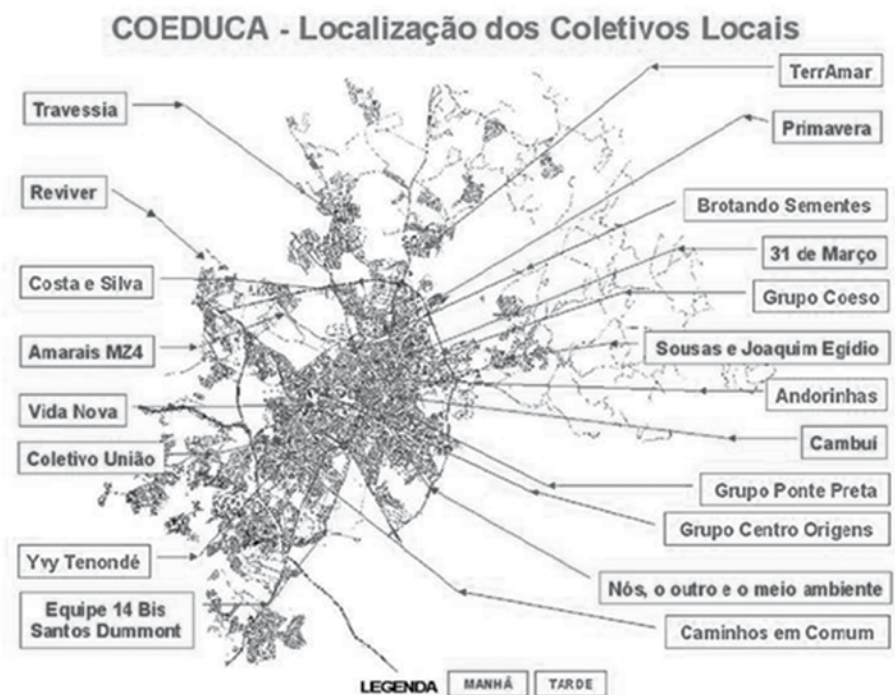 COEDUCA - Localização dos Coletivos Locais
Travessia
Reviver
Costa e Silva
Amarais MZ4
Vida Nova
Coletivo União
Yvy Tenondé
Equipe 14 Bis
Santos Dummont
TerrAmar
Primavera
Brotando Sementes
31 de Março
Grupo Coeso
Sousas e Joaquim Egídio
Andorinhas
Cambuí
Grupo Ponte Preta
Grupo Centro Origens
Nós, o outro e o meio ambiente
Caminhos em Comum
LEGENDA MANHÃ TARDE